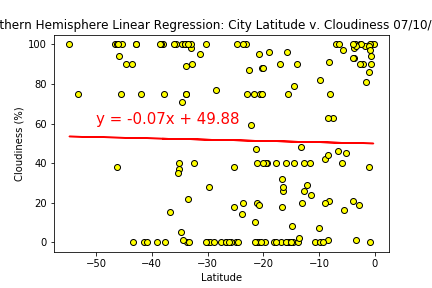 thern Hemisphere Linear Regression: City Latitude v. Cloudiness 07/10/
100
80
60
40
20
0
Cloudiness (%)
y = -0.07x + 49.88
−50 −40 −30 −20 −10 0
Latitude